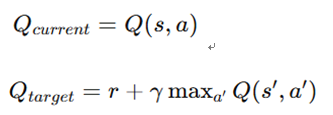 Q_{current} = Q(s, a)
Q_{target} = r + γ max_{a'} Q(s', a')